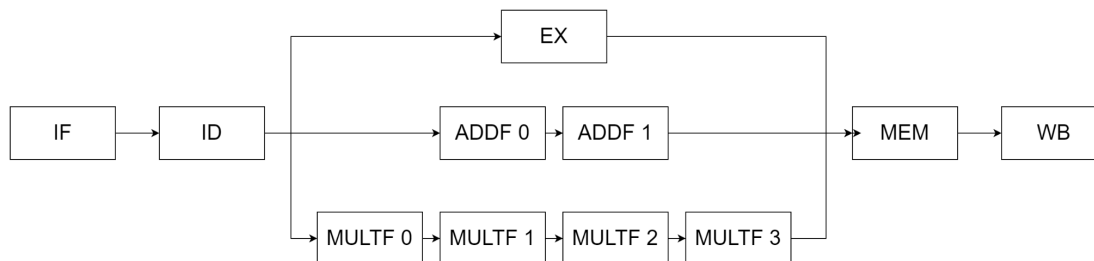 EX
IF
ID
ADDF 0
ADDF 1
MEM
WB
MULTF 0
MULTF 1
MULTF 2
MULTF 3